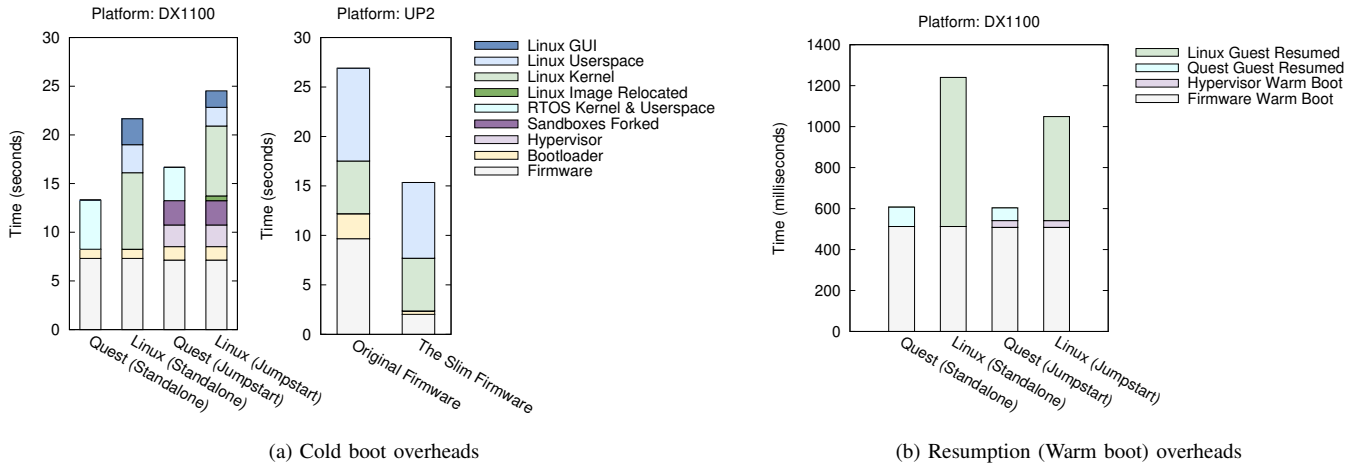 Platform: DX1100
Platform: UP2
30
25
20
15
10
5
0
Time (seconds)
Quest (Standalone)
Linux (Standalone)
Quest (Jumpstart)
Linux (Jumpstart)
30
25
20
15
10
5
0
Time (seconds)
Original Firmware
The Slim Firmware
Linux GUI
Linux Userspace
Linux Kernel
Linux Image Relocated
RTOS Kernel & Userspace
Sandboxes Forked
Hypervisor
Bootloader
Firmware
(a) Cold boot overheads
Platform: DX1100
1400
1200
1000
800
600
400
200
0
Time (milliseconds)
Quest (Standalone)
Linux (Standalone)
Quest (Jumpstart)
Linux (Jumpstart)
Linux Guest Resumed
Quest Guest Resumed
Hypervisor Warm Boot
Firmware Warm Boot
(b) Resumption (Warm boot) overheads